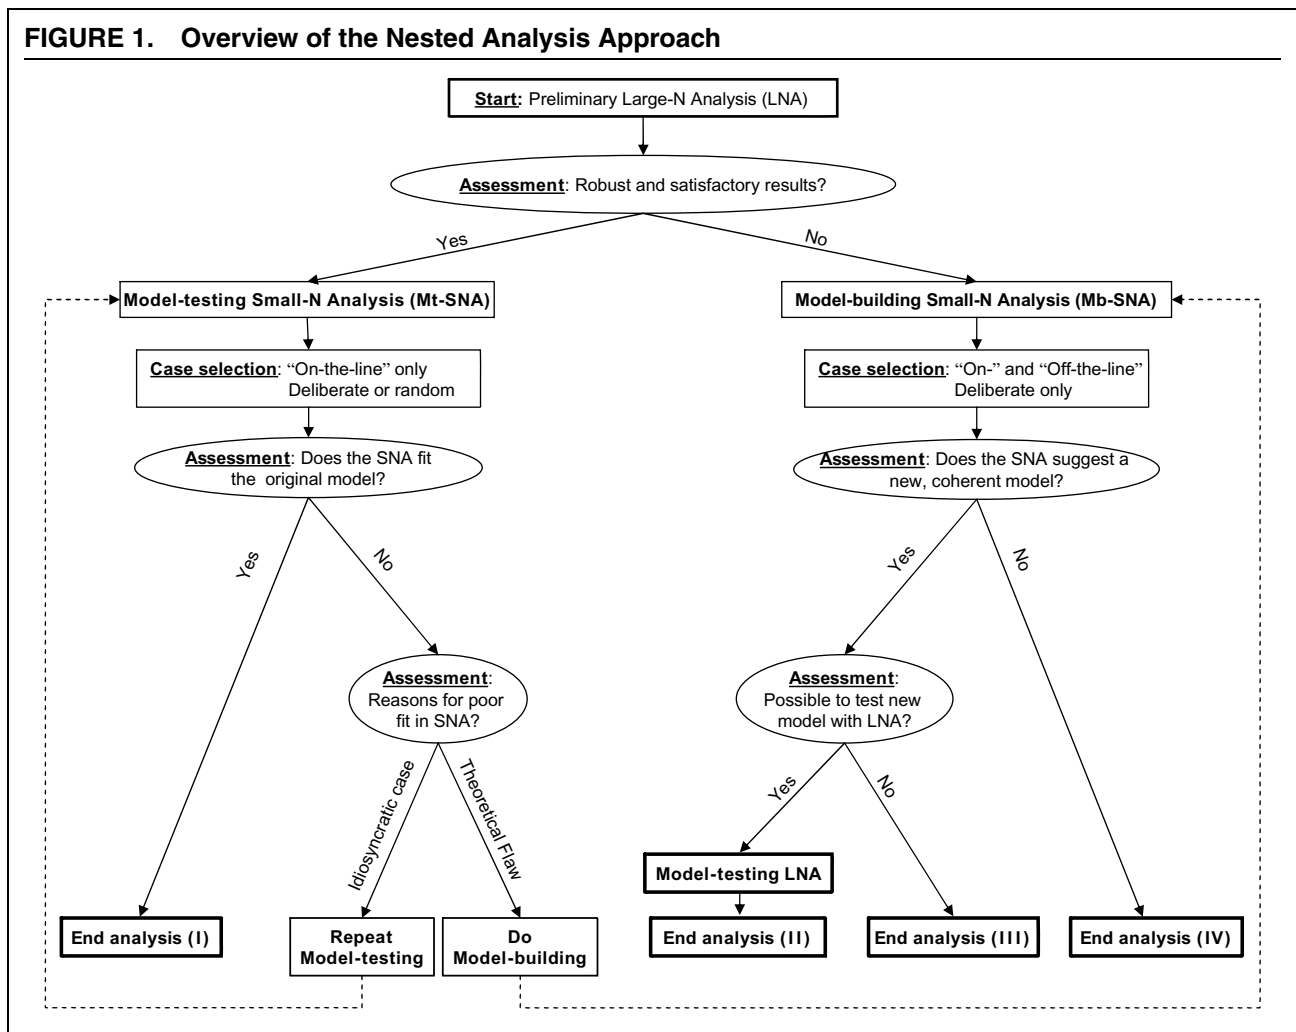 FIGURE 1. Overview of the Nested Analysis Approach
Start: Preliminary Large-N Analysis (LNA)
Assessment: Robust and satisfactory results?
Yes
No
Model-testing Small-N Analysis (Mt-SNA)
Model-building Small-N Analysis (Mb-SNA)
Case selection: “On-the-line” only
Deliberate or random
Case selection: “On-” and “Off-the-line”
Deliberate only
Assessment: Does the SNA fit
the original model?
Assessment: Does the SNA suggest a
new, coherent model?
Yes
No
Yes
No
Assessment:
Reasons for poor
fit in SNA?
Assessment:
Possible to test new
model with LNA?
Idiosyncratic case
Theoretical Flaw
Yes
No
Model-testing LNA
End analysis (I)
Repeat
Model-testing
Do
Model-building
End analysis (II)
End analysis (III)
End analysis (IV)